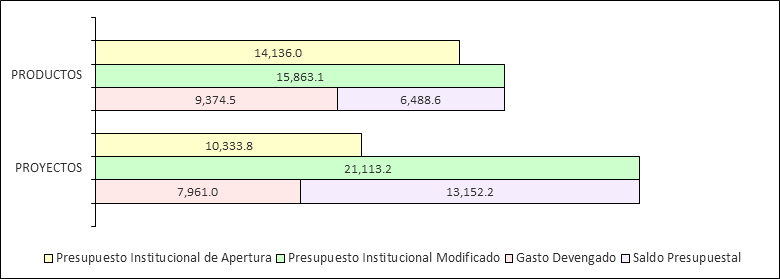 14,136.0
PRODUCTOS
15,863.1
9,374.5 6,488.6
10,333.8
PROYECTOS
21,113.2
7,961.0 13,152.2
Presupuesto Institucional de Apertura Presupuesto Institucional Modificado Gasto Devengado Saldo Presupuestal